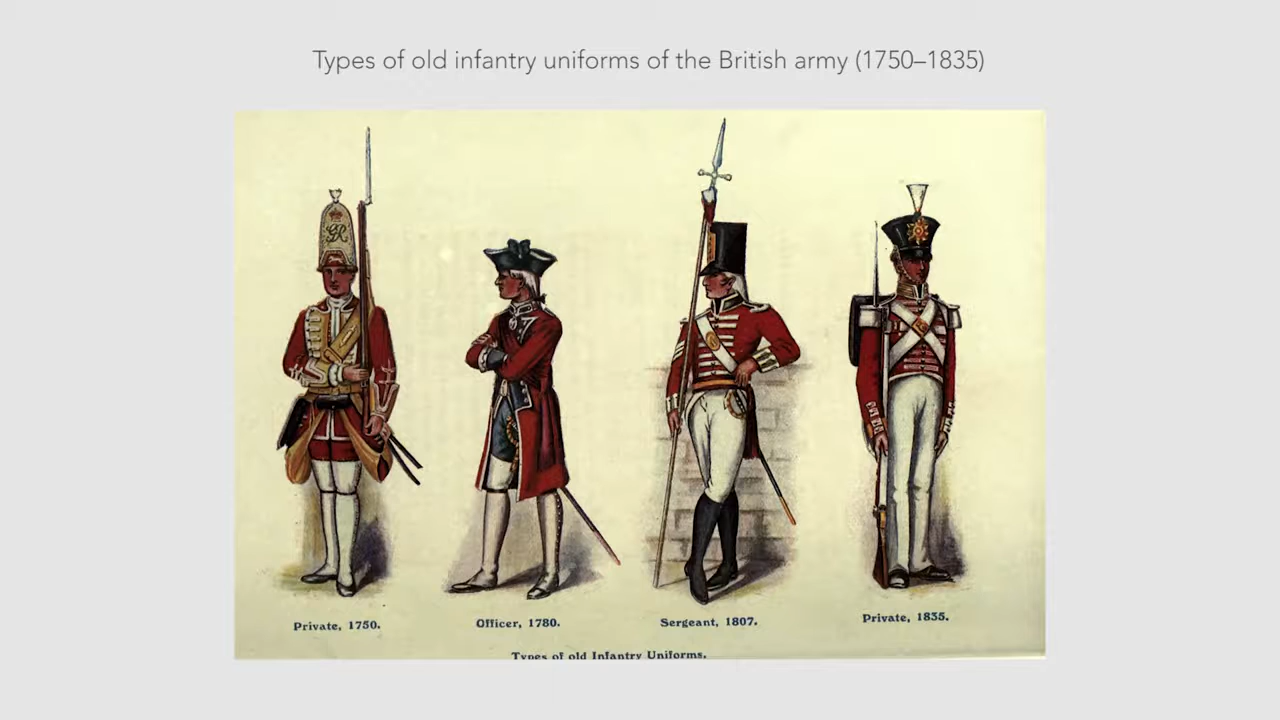 Types of old infantry uniforms of the British army (1750–1835)
GR
Private, 1750.
Officer, 1780.
Sergeant, 1807.
Private, 1835.
Types of old Infantry Uniforms.